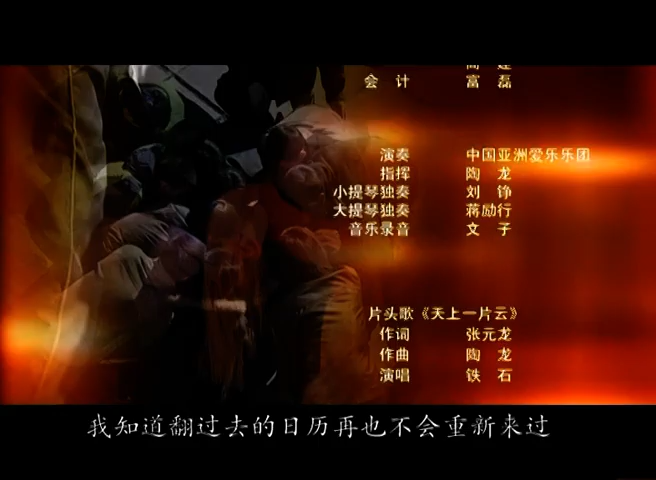 会 计 富 磊
演奏 中国亚洲爱乐乐团
指挥 陶 龙
小提琴独奏 刘 铮
大提琴独奏 蒋励行
音乐录音 文 子
片头歌《天上一片云》
作词 张元龙
作曲 陶 龙
演唱 铁 石
我知道翻过去的日历再也不会重新来过